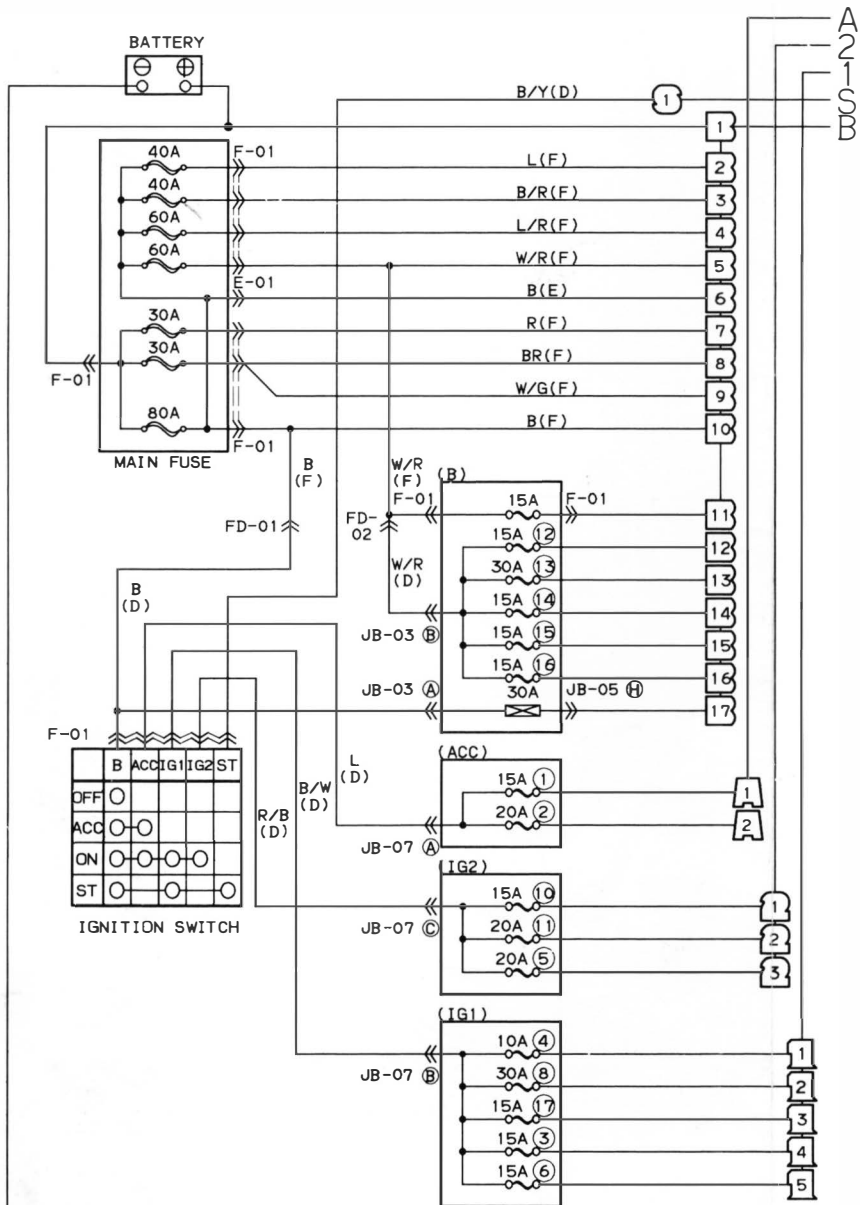 A
2
1
S
B
BATTERY
⊖ ⊕
B/Y(D)
1
1
40A F-01 L(F) 2
40A B/R(F) 3
60A L/R(F) 4
60A W/R(F) 5
E-01 B(E) 6
30A R(F) 7
30A BR(F) 8
F-01 W/G(F) 9
80A B(F) 10
F-01
MAIN FUSE
B
(F)
W/R
(F)
(B)
F-01 15A F-01 11
FD-01
FD-
02
15A ⑫ 12
W/R
(D)
30A ⑬ 13
B
(D)
15A ⑭ 14
JB-03 Ⓑ
15A ⑮ 15
15A ⑯ 16
JB-03 Ⓐ 30A JB-05 Ⓗ 17
F-01
B ACC IG1 IG2 ST
OFF
ACC
ON
ST
IGNITION SWITCH
R/B
(D)
B/W
(D)
L
(D)
(ACC)
15A ① 1
20A ② 2
JB-07 Ⓐ
(IG2)
15A ⑩ 1
JB-07 Ⓒ
20A ⑪ 2
20A ⑤ 3
(IG1)
10A ④ 1
JB-07 Ⓑ
30A ⑧ 2
15A ⑰ 3
15A ③ 4
15A ⑥ 5